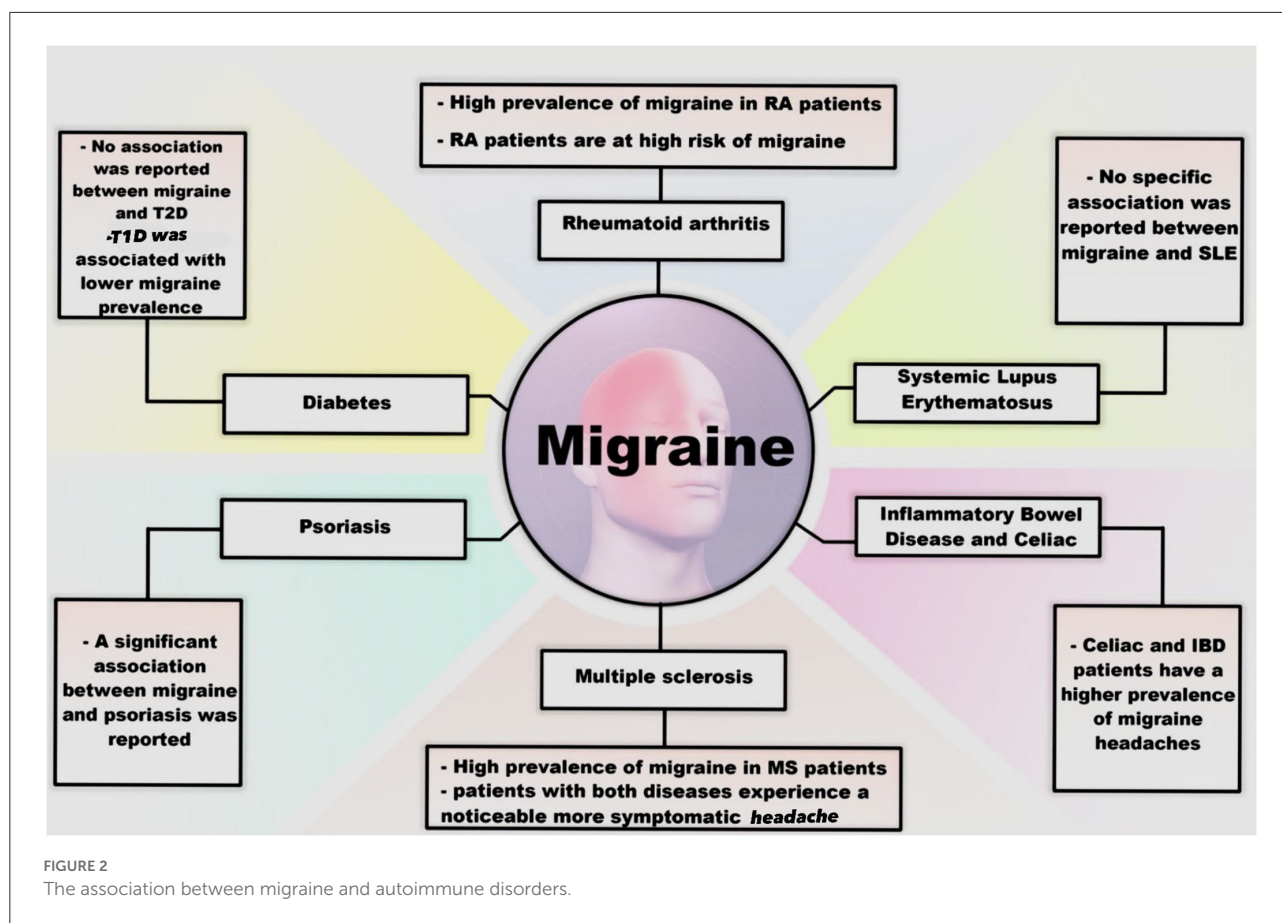 - High prevalence of migraine in RA patients
- RA patients are at high risk of migraine
Rheumatoid arthritis
- No association
was reported
between migraine
and T2D
-T1D was
associated with
lower migraine
prevalence
Diabetes
- No specific
association was
reported between
migraine and SLE
Systemic Lupus
Erythematosus
Migraine
Psoriasis
- A significant
association
between migraine
and psoriasis was
reported
Inflammatory Bowel
Disease and Celiac
- Celiac and IBD
patients have a
higher prevalence
of migraine
headaches
Multiple sclerosis
- High prevalence of migraine in MS patients
- patients with both diseases experience a
noticeable more symptomatic headache
FIGURE 2
The association between migraine and autoimmune disorders.